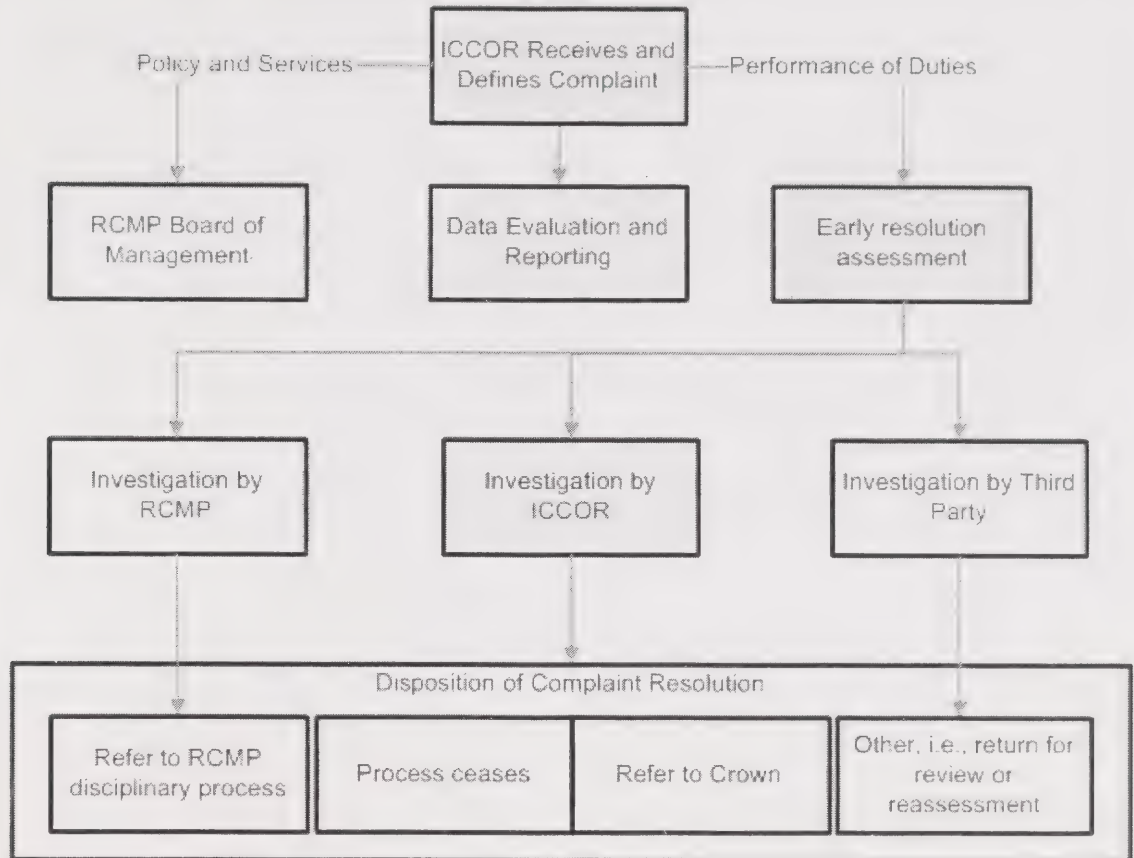 ICCOR Receives and
Defines Complaint
Policy and Services
Performance of Duties
RCMP Board of
Management
Data Evaluation and
Reporting
Early resolution
assessment
Investigation by
RCMP
Investigation by
ICCOR
Investigation by Third
Party
Disposition of Complaint Resolution
Refer to RCMP
disciplinary process
Process ceases
Refer to Crown
Other, i.e., return for
review or
reassessment